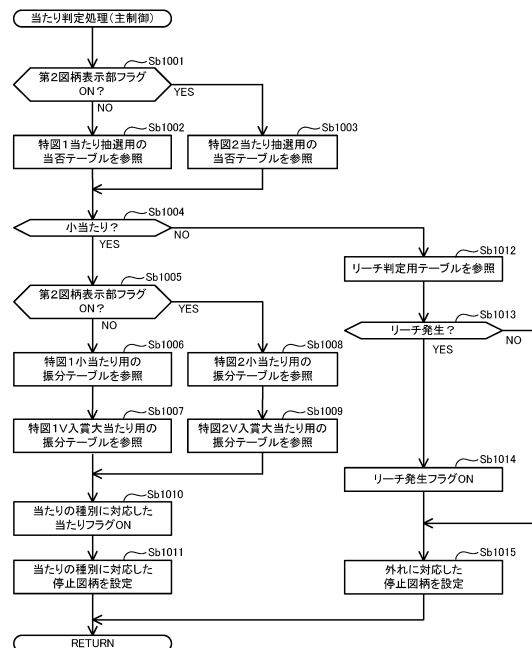 当たり判定処理(主制御)
Sb1001
第2図柄表示部フラグ
ON?
YES
NO
Sb1002
特図1当たり抽選用の
当否テーブルを参照
Sb1003
特図2当たり抽選用の
当否テーブルを参照
Sb1004
小当たり?
NO
YES
Sb1005
第2図柄表示部フラグ
ON?
YES
NO
Sb1006
特図1小当たり用の
振分テーブルを参照
Sb1008
特図2小当たり用の
振分テーブルを参照
Sb1007
特図1V入賞大当たり用の
振分テーブルを参照
Sb1009
特図2V入賞大当たり用の
振分テーブルを参照
Sb1010
当たりの種別に対応した
当たりフラグON
Sb1011
当たりの種別に対応した
停止図柄を設定
Sb1012
リーチ判定用テーブルを参照
Sb1013
リーチ発生?
NO
YES
Sb1014
リーチ発生フラグON
Sb1015
外れに対応した
停止図柄を設定
RETURN